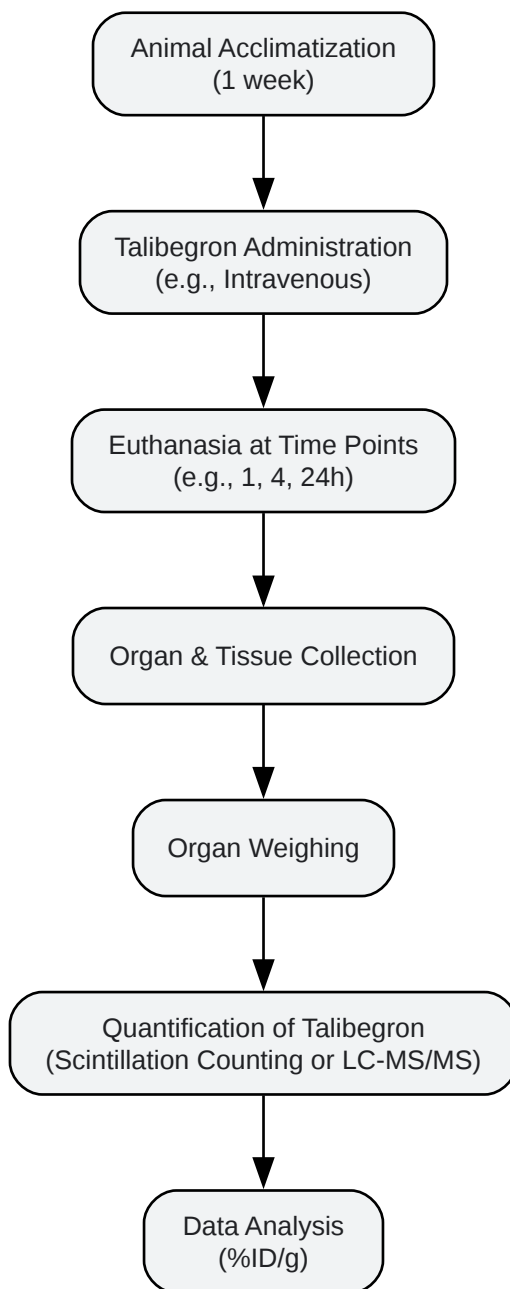 Animal Acclimatization
(1 week)
Talibegron Administration
(e.g., Intravenous)
Euthanasia at Time Points
(e.g., 1, 4, 24h)
Organ & Tissue Collection
Organ Weighing
Quantification of Talibegron
(Scintillation Counting or LC-MS/MS)
Data Analysis
(%ID/g)